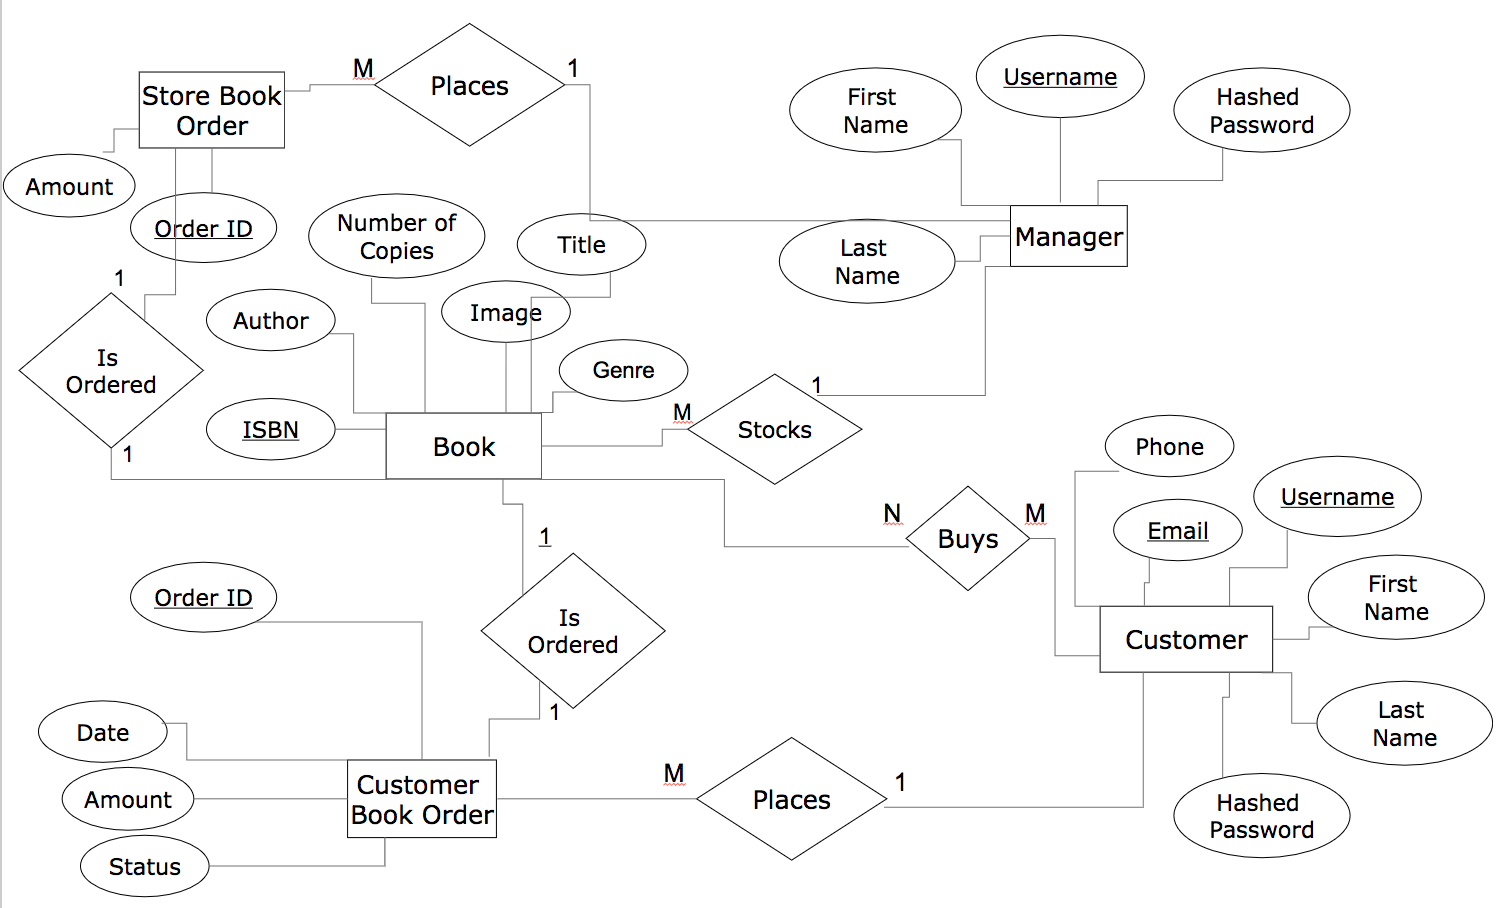 M
Places
1
Store Book
Order
First
Name
Username
Hashed
Password
Amount
Order ID
Number of
Copies
Title
Last
Name
Manager
1
Author
Image
Is
Ordered
Genre
1
ISBN
M
Stocks
Book
1
Phone
N
M
Buys
Username
Email
1
Order ID
Is
Ordered
First
Name
Customer
1
Last
Name
Date
M
1
Customer
Book Order
Amount
Places
Hashed
Password
Status